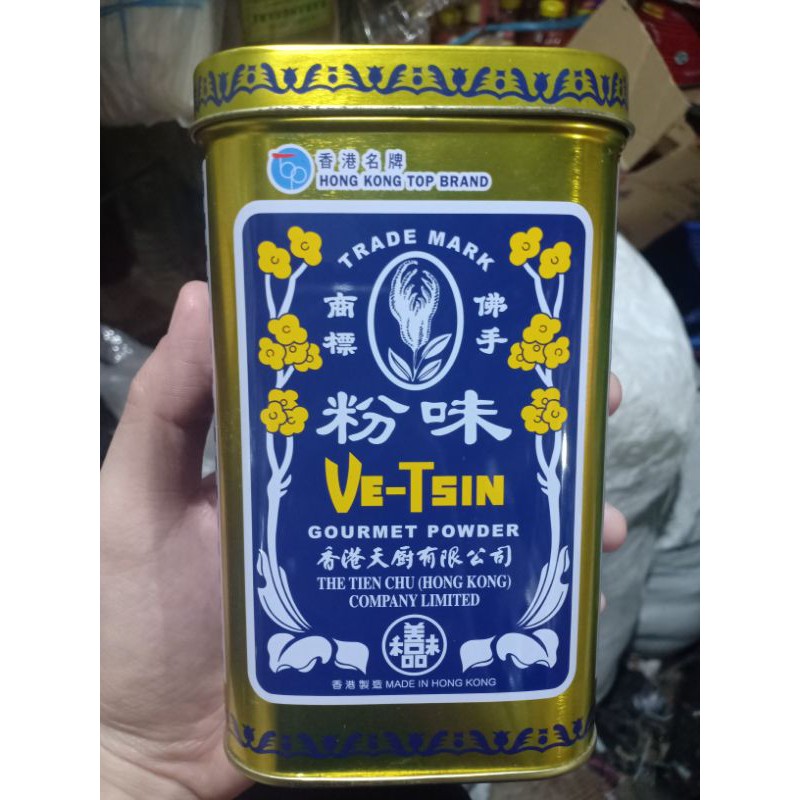 香港名牌
HONG KONG TOP BRAND
TRADE MARK
商標
佛手
粉味
VE-TSIN
GOURMET POWDER
香港天厨有限公司
THE TIEN CHU (HONG KONG)
COMPANY LIMITED
香港製造 MADE IN HONG KONG